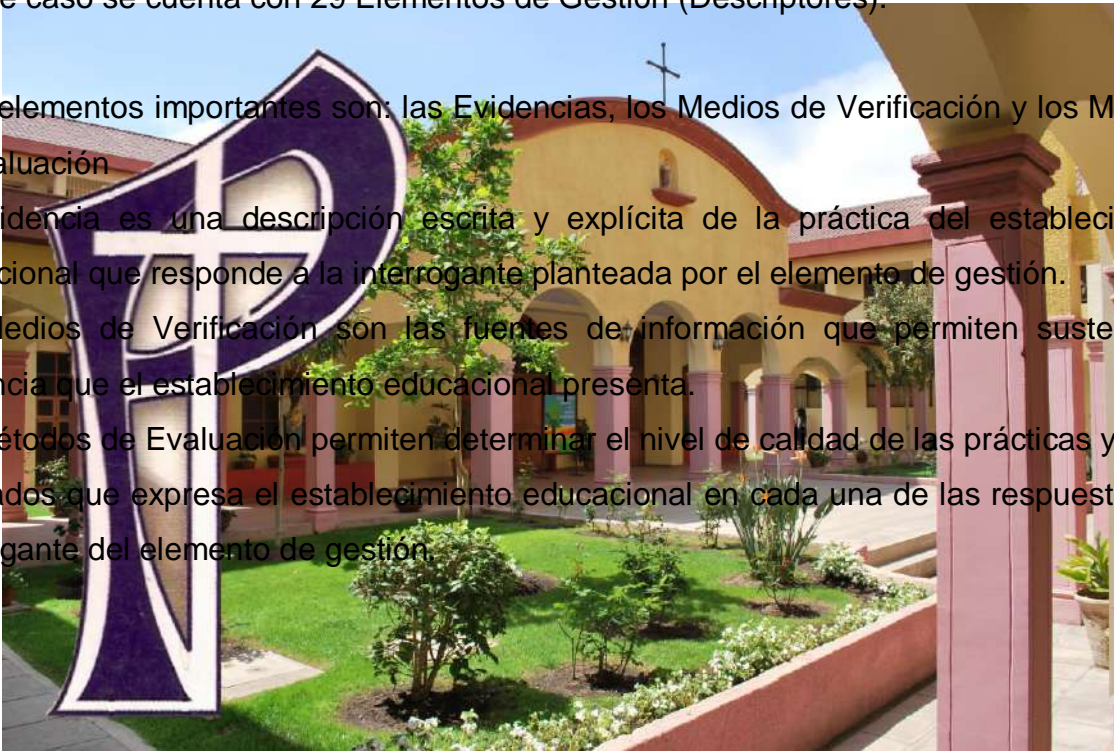 e caso se cuenta con 29 Elementos de Gestión (Descriptores).
elementos importantes son: las Evidencias, los Medios de Verificación y los M
aluación
idencia es una descripción escrita y explícita de la práctica del estableci
cional que responde a la interrogante planteada por el elemento de gestión.
edios de Verificación son las fuentes de información que permiten suste
ncia que el establecimiento educacional presenta.
étodos de Evaluación permiten determinar el nivel de calidad de las prácticas y
ados que expresa el establecimiento educacional en cada una de las respuest
gante del elemento de gestión.